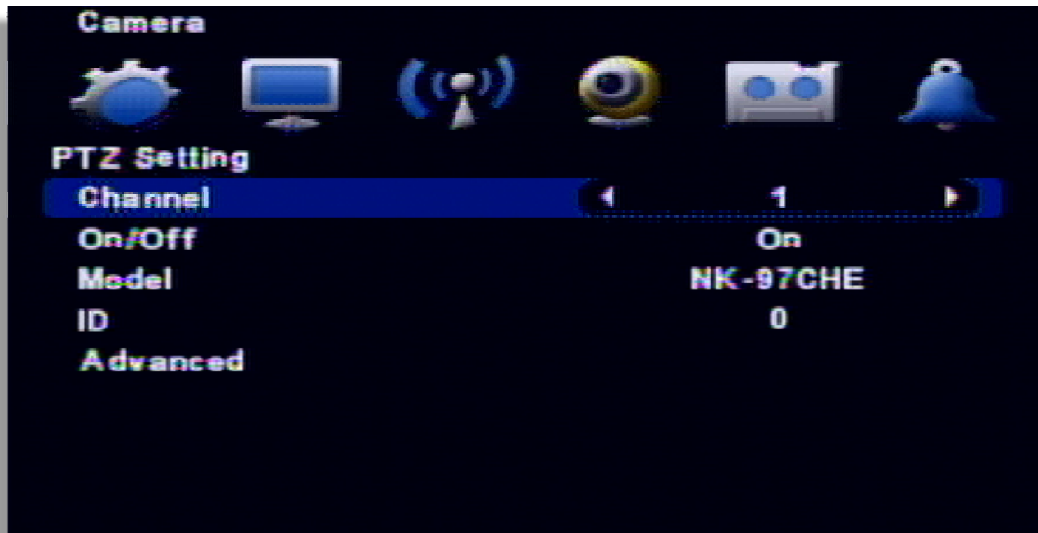 Camera
PTZ Setting
Channel 1
On/Off On
Model NK-97CHE
ID 0
Advanced